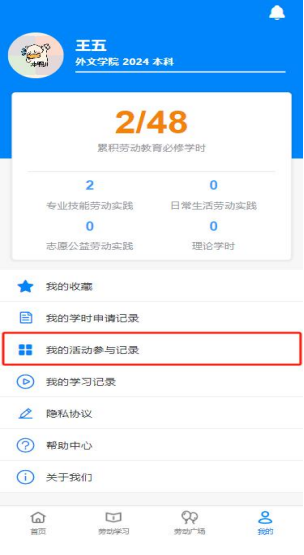 王五
外文学院 2024 本科
2/48
累积劳动教育必修学时
2
0
专业技能劳动实践
日常生活劳动实践
0
0
志愿公益劳动实践
理论学时
我的收藏
我的学时申请记录
我的活动参与记录
我的学习记录
隐私协议
帮助中心
关于我们
首页
劳动学习
劳动广场
我的